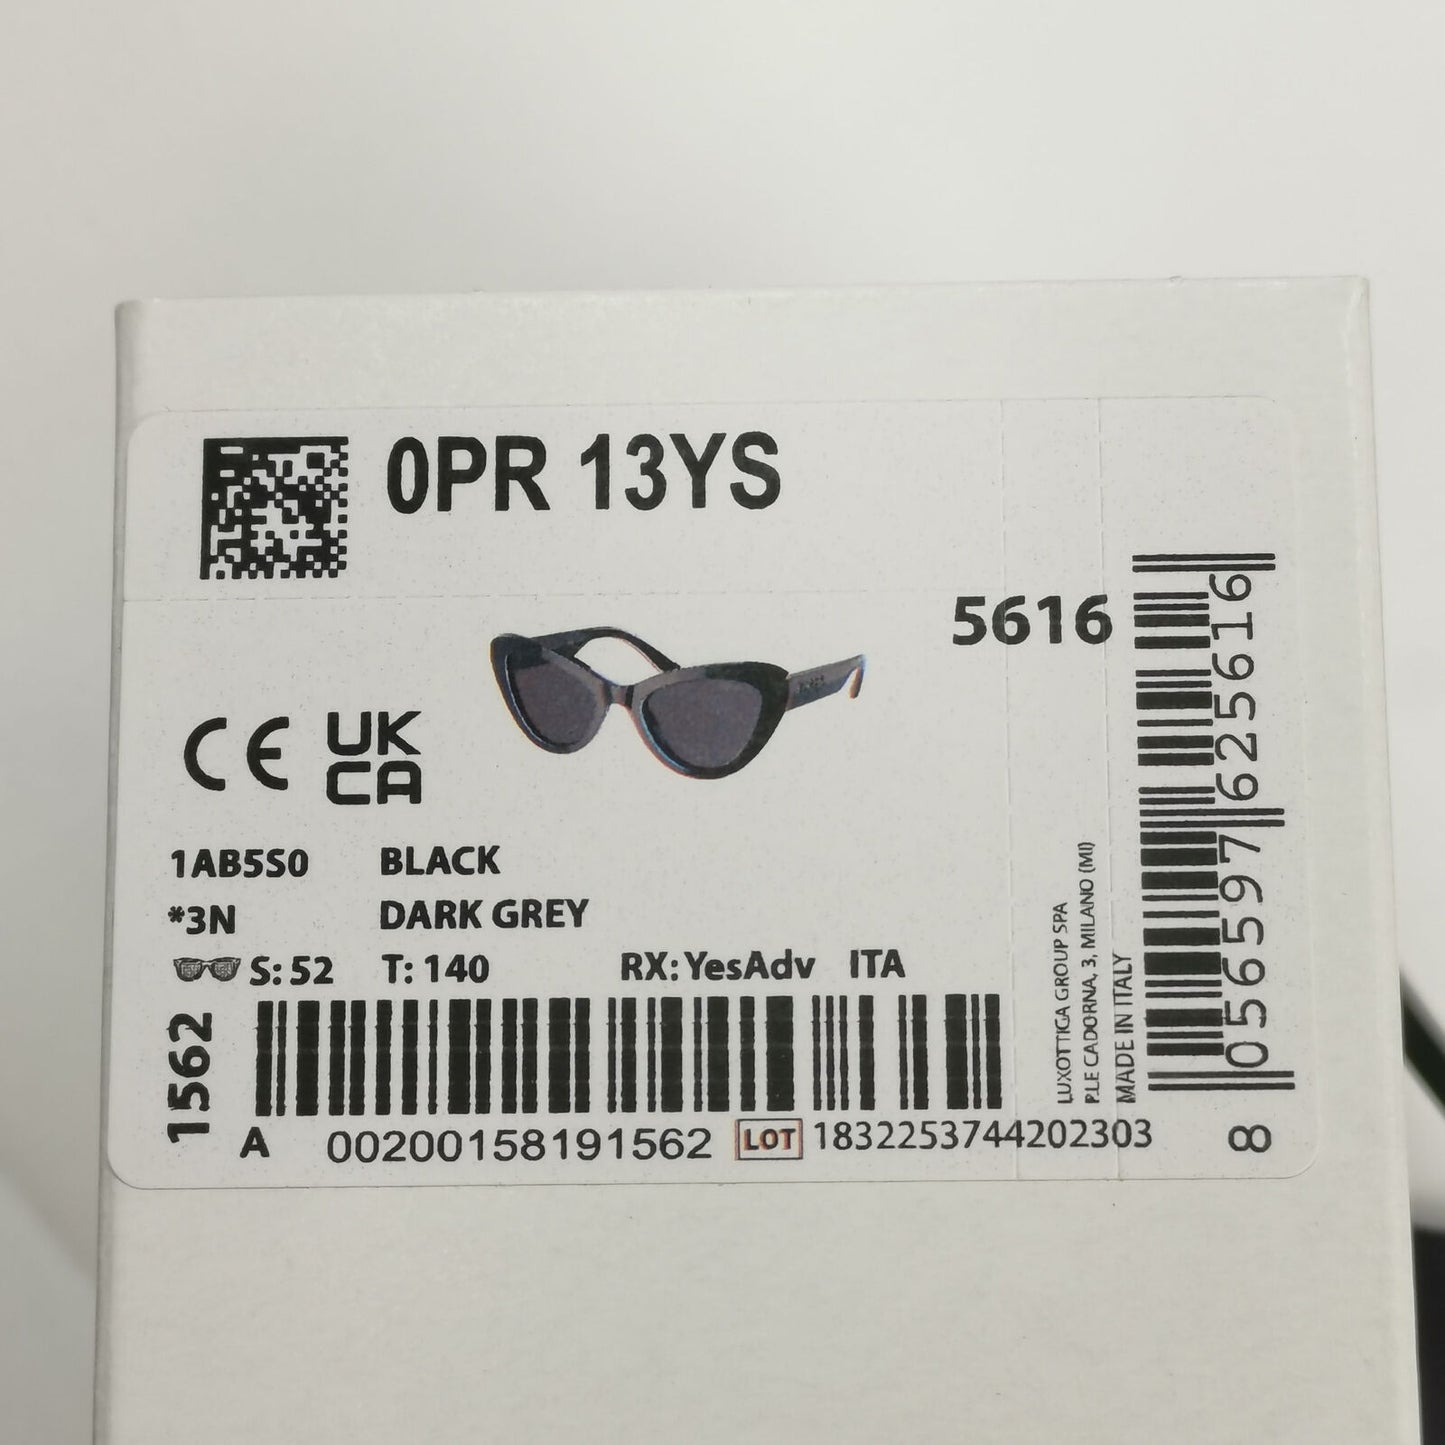 0PR 13YS
5616
CE UK
CA
1AB5S0 BLACK
*3N DARK GREY
S: 52 T: 140 RX: YesAdv ITA
1562
A 00200158191562 LOT 1832253744202303
LUXOTTICA GROUP SPA
P.LE CADORNA, 3, MILANO (MI)
MADE IN ITALY
8 056597 625616